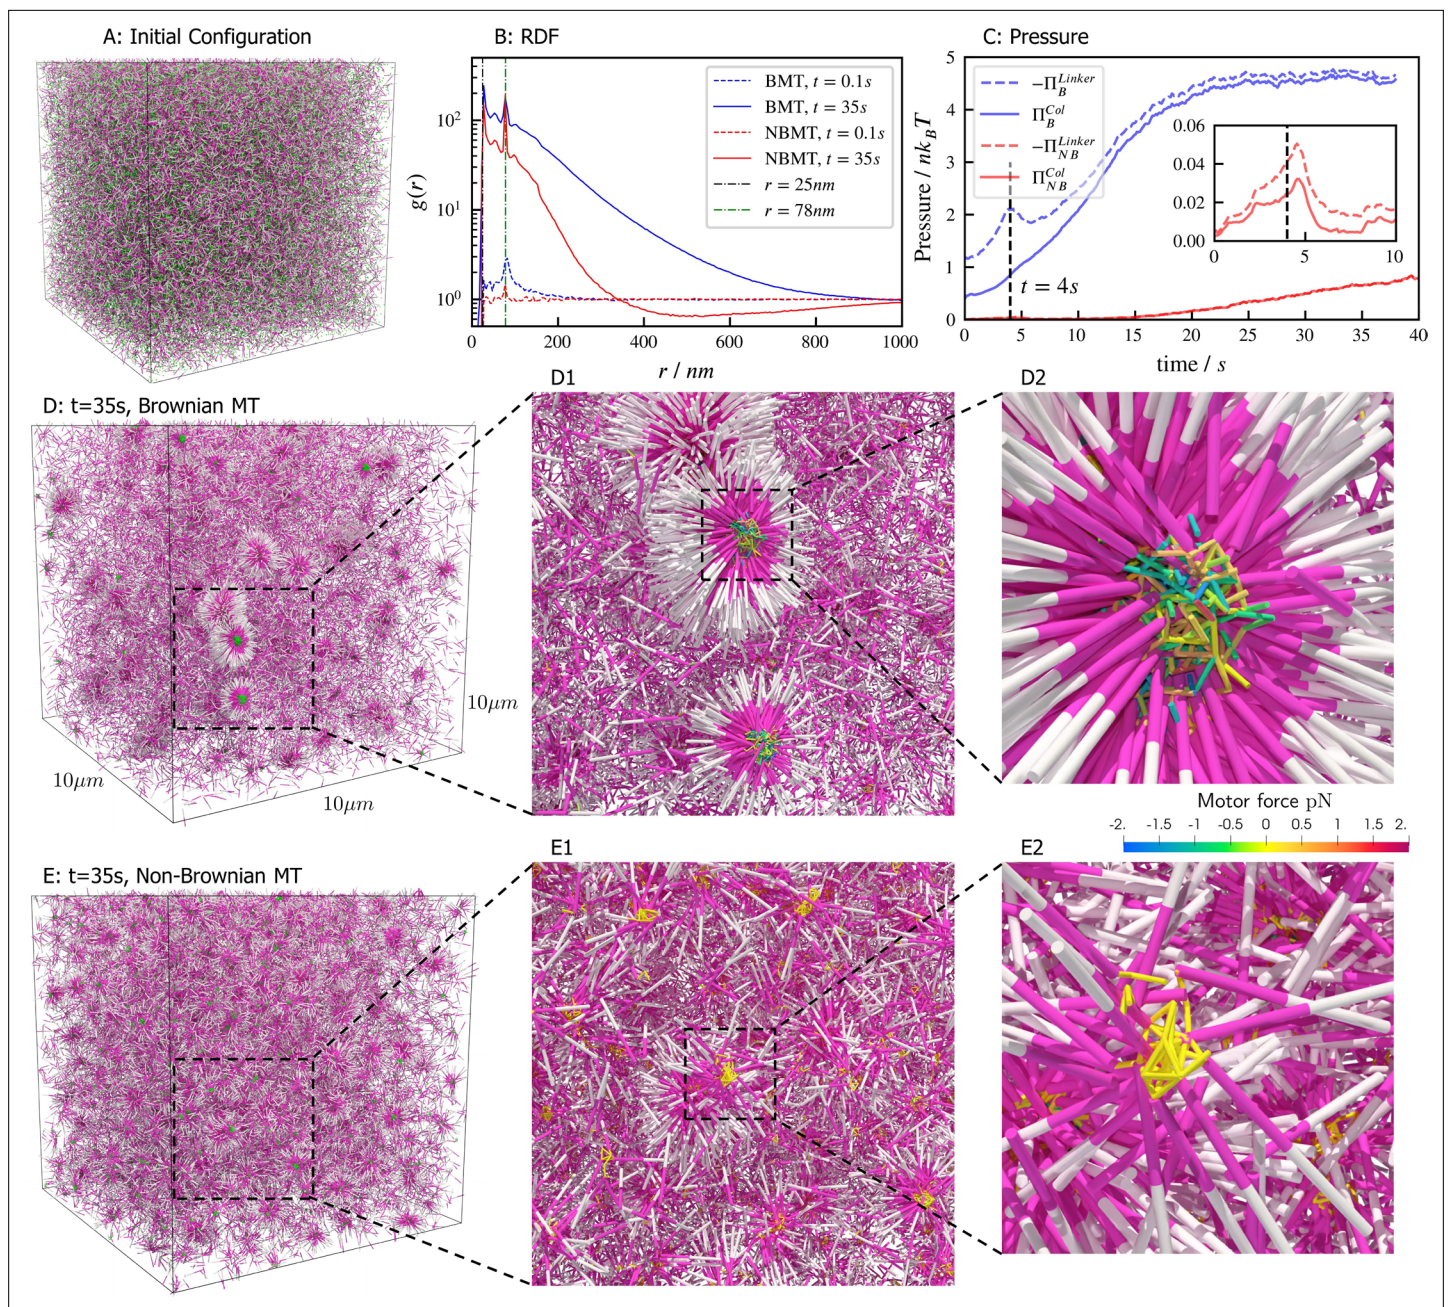 A: Initial Configuration
B: RDF
C: Pressure
g(r)
10²
10¹
10⁰
0
200
400
600
800
1000
r / nm
BMT, t = 0.1s
BMT, t = 35s
NBMT, t = 0.1s
NBMT, t = 35s
r = 25nm
r = 78nm
Pressure / nk_BT
5
4
3
2
1
0
−Π_B^Linker
Π_B^Col
−Π_NB^Linker
Π_NB^Col
t = 4s
0.06
0.04
0.02
0.00
0
5
10
0
5
10
15
20
25
30
35
40
time / s
D: t=35s, Brownian MT
D1
D2
10μm
10μm
10μm
Motor force pN
-2. -1.5 -1 -0.5 0 0.5 1 1.5 2.
E: t=35s, Non-Brownian MT
E1
E2